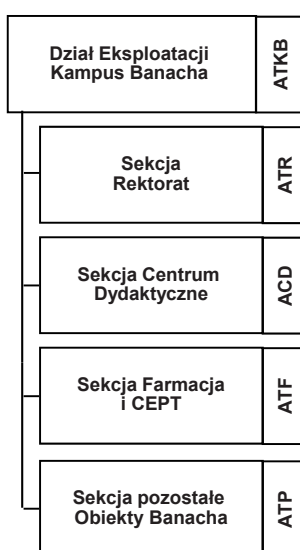 Dział Eksploatacji
Kampus Banacha
ATKB
Sekcja
Rektorat
ATR
Sekcja Centrum
Dydaktyczne
ACD
Sekcja Farmacja
i CEPT
ATF
Sekcja pozostałe
Obiekty Banacha
ATP